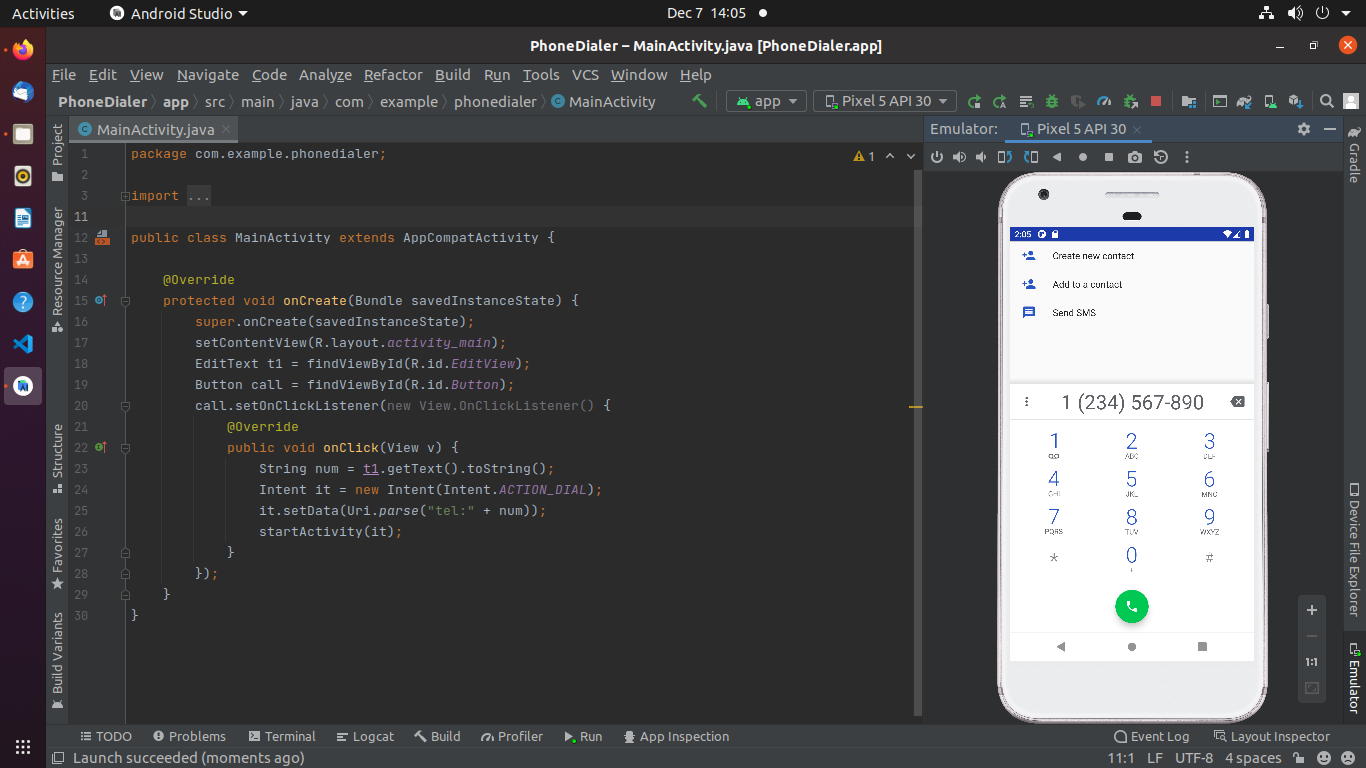 Activities Android Studio Dec 7 14:05
PhoneDialer – MainActivity.java [PhoneDialer.app]
File Edit View Navigate Code Analyze Refactor Build Run Tools VCS Window Help
PhoneDialer app src main java com example phonedialer MainActivity app Pixel 5 API 30
Project
Resource Manager
Structure
Favorites
Build Variants
MainActivity.java
1 package com.example.phonedialer;
2
3 import ...
11
12 public class MainActivity extends AppCompatActivity {
13
14 @Override
15 protected void onCreate(Bundle savedInstanceState) {
16 super.onCreate(savedInstanceState);
17 setContentView(R.layout.activity_main);
18 EditText t1 = findViewById(R.id.EditView);
19 Button call = findViewById(R.id.Button);
20 call.setOnClickListener(new View.OnClickListener() {
21 @Override
22 public void onClick(View v) {
23 String num = t1.getText().toString();
24 Intent it = new Intent(Intent.ACTION_DIAL);
25 it.setData(Uri.parse("tel:" + num));
26 startActivity(it);
27 }
28 });
29 }
30 }
1
Emulator: Pixel 5 API 30
2:05
Create new contact
Add to a contact
Send SMS
1 (234) 567-890
1 2 3
ABC DEF
4 5 6
GHI JKL MNO
7 8 9
PQRS TUV WXYZ
* 0 #
+
1:1
Gradle
Device File Explorer
Emulator
TODO Problems Terminal Logcat Build Profiler Run App Inspection Event Log Layout Inspector
Launch succeeded (moments ago) 11:1 LF UTF-8 4 spaces